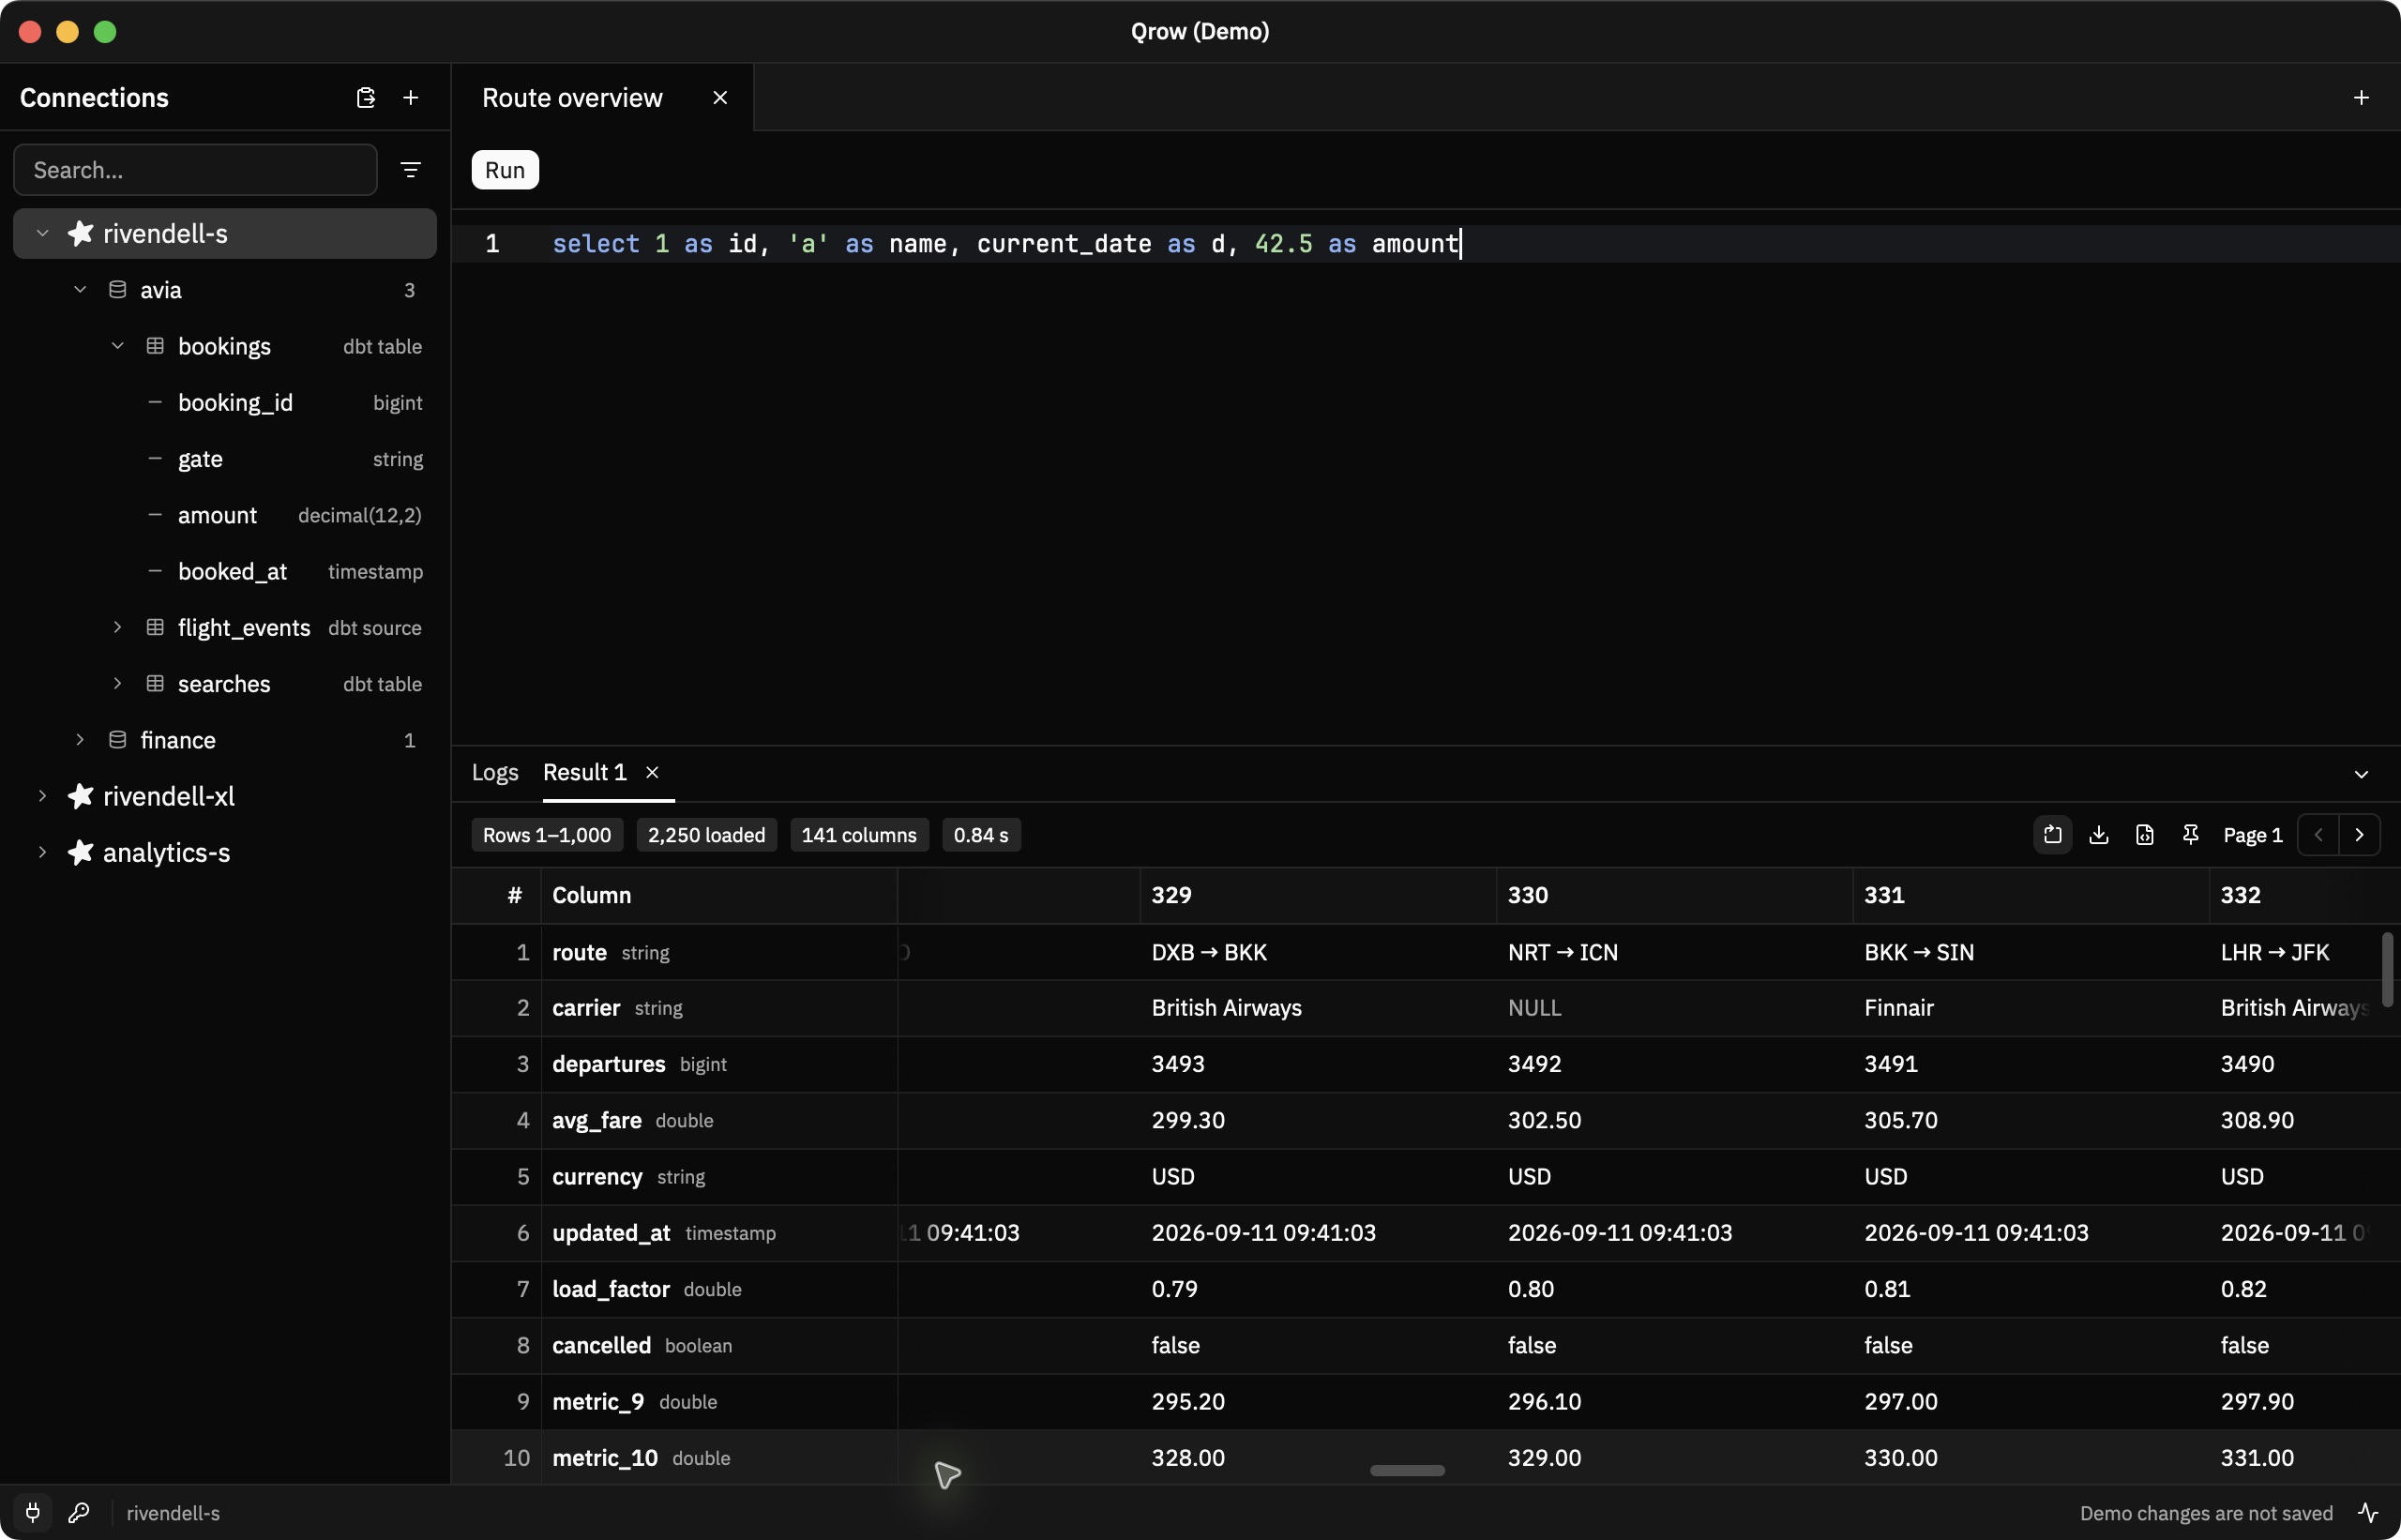 Qrow (Demo)
Connections
Route overview
Search...
Run
rivendell-s
1 select 1 as id, 'a' as name, current_date as d, 42.5 as amount
avia 3
bookings dbt table
booking_id bigint
gate string
amount decimal(12,2)
booked_at timestamp
flight_events dbt source
searches dbt table
finance 1
rivendell-xl
analytics-s
Logs Result 1
Rows 1–1,000 2,250 loaded 141 columns 0.84 s Page 1
# Column 329 330 331 332
1 route string DXB → BKK NRT → ICN BKK → SIN LHR → JFK
2 carrier string British Airways NULL Finnair British Airways
3 departures bigint 3493 3492 3491 3490
4 avg_fare double 299.30 302.50 305.70 308.90
5 currency string USD USD USD USD
6 updated_at timestamp 11 09:41:03 2026-09-11 09:41:03 2026-09-11 09:41:03 2026-09-11 09:41:03 2026-09-11
7 load_factor double 0.79 0.80 0.81 0.82
8 cancelled boolean false false false false
9 metric_9 double 295.20 296.10 297.00 297.90
10 metric_10 double 328.00 329.00 330.00 331.00
rivendell-s Demo changes are not saved